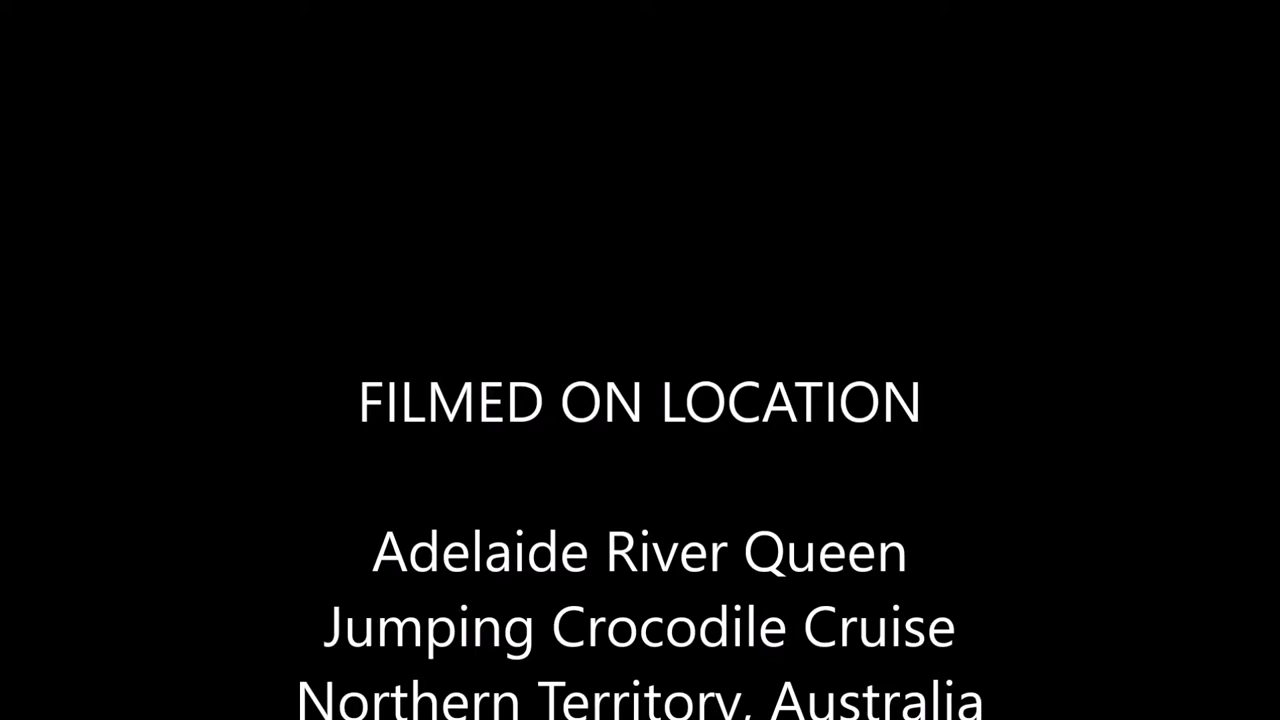 FILMED ON LOCATION
Adelaide River Queen
Jumping Crocodile Cruise
Northern Territory, Australia